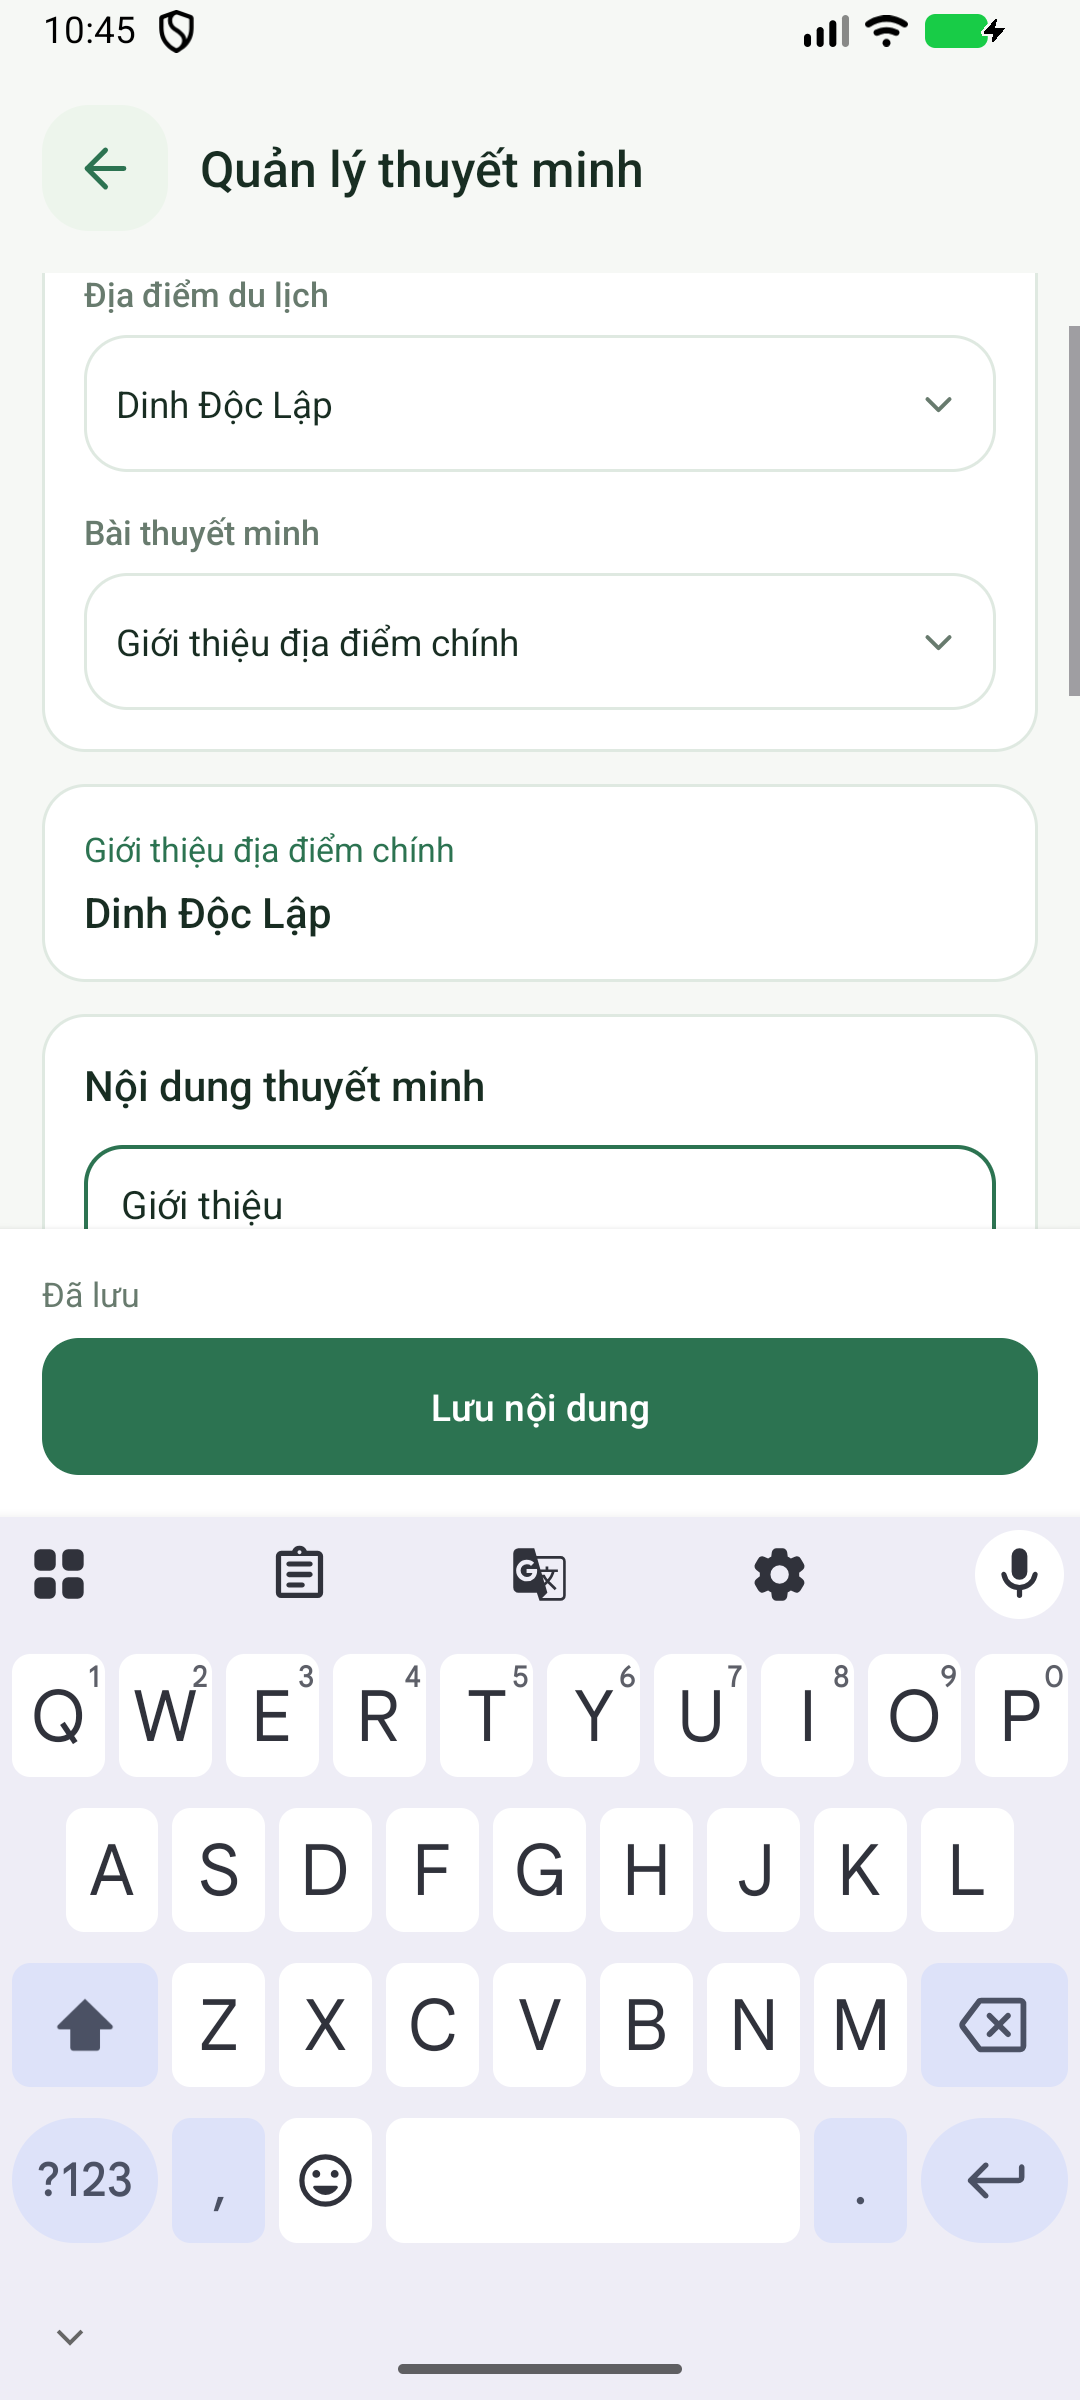 10:45
Quản lý thuyết minh
Địa điểm du lịch
Dinh Độc Lập
Bài thuyết minh
Giới thiệu địa điểm chính
Giới thiệu địa điểm chính
Dinh Độc Lập
Nội dung thuyết minh
Giới thiệu
Đã lưu
Lưu nội dung
G 文
Q 1 W 2 E 3 R 4 T 5 Y 6 U 7 I 8 O 9 P 0
A S D F G H J K L
Z X C V B N M
?123 , .